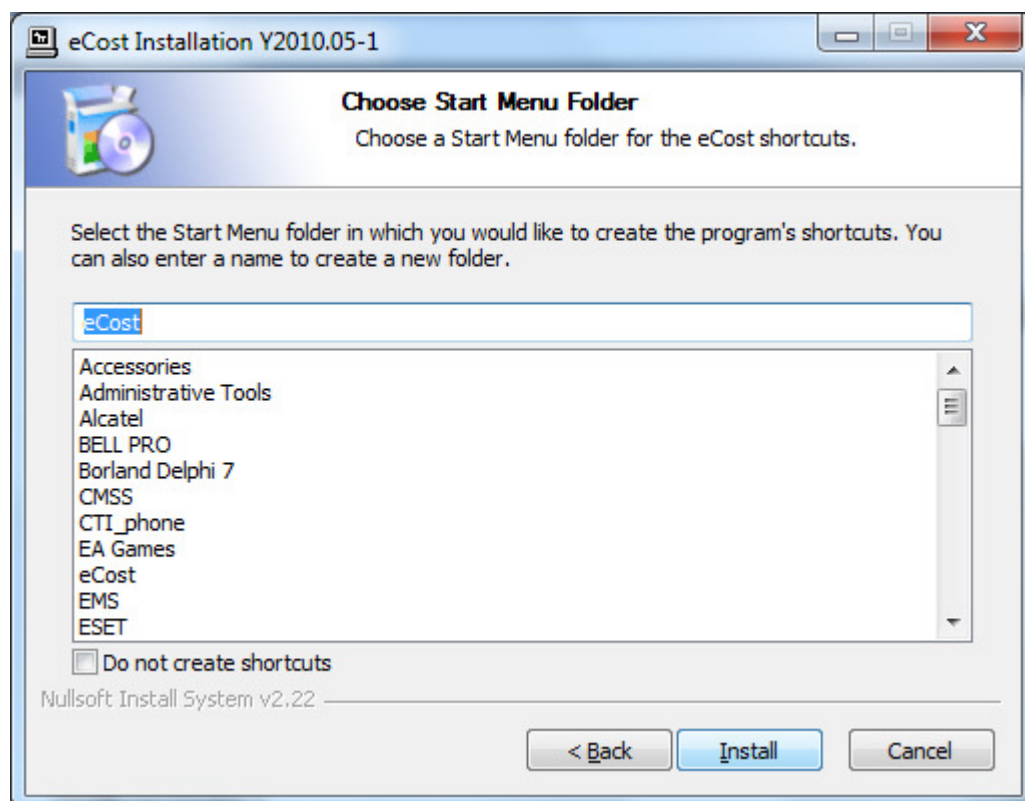 eCost Installation Y2010.05-1
Choose Start Menu Folder
Choose a Start Menu folder for the eCost shortcuts.
Select the Start Menu folder in which you would like to create the program's shortcuts. You
can also enter a name to create a new folder.
eCost
Accessories
Administrative Tools
Alcatel
BELL PRO
Borland Delphi 7
CMSS
CTI_phone
EA Games
eCost
EMS
ESET
Do not create shortcuts
Nullsoft Install System v2.22
< Back Install Cancel